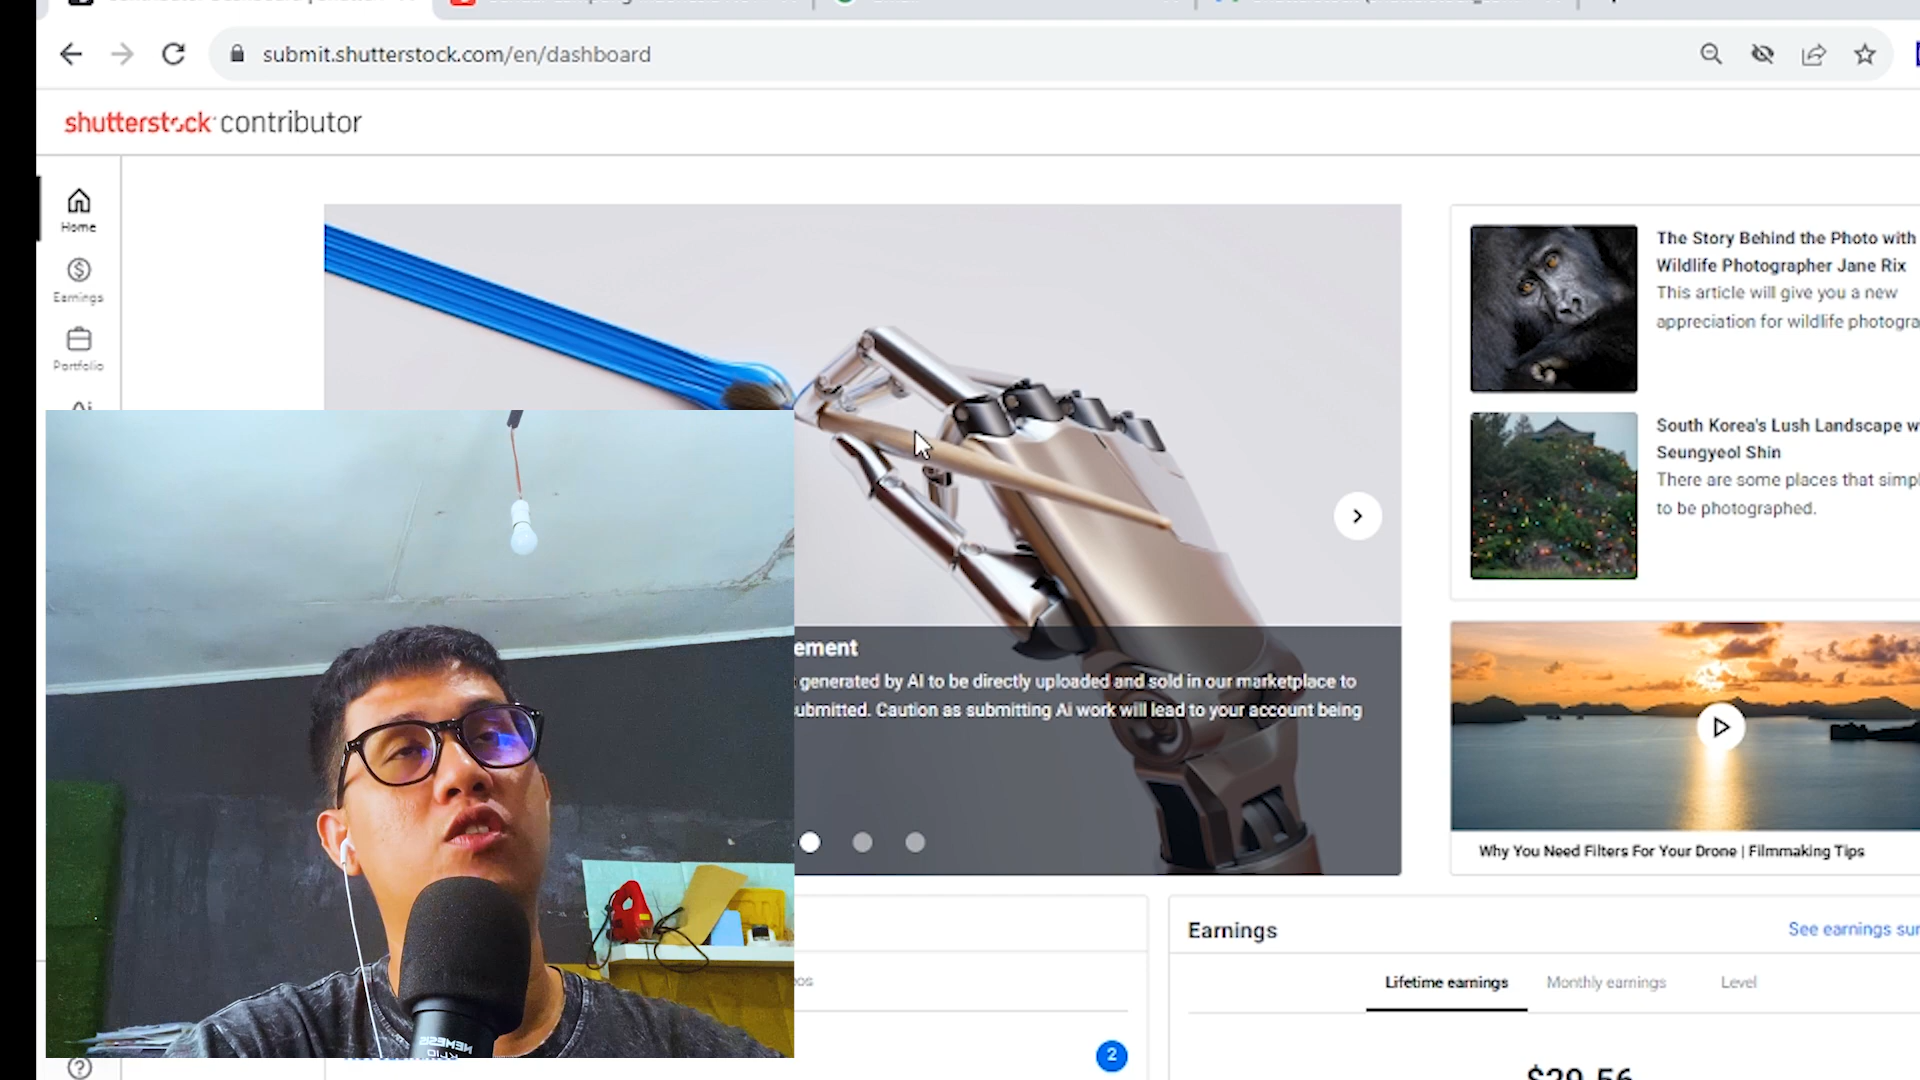 submit.shutterstock.com/en/dashboard
shutterstock contributor
Home
Earnings
Portfolio
The Story Behind the Photo with
Wildlife Photographer Jane Rix
This article will give you a new
appreciation for wildlife photogra
South Korea's Lush Landscape w
Seungyeol Shin
There are some places that simpl
to be photographed.
ement
generated by AI to be directly uploaded and sold in our marketplace to
ubmitted. Caution as submitting Ai work will lead to your account being
Why You Need Filters For Your Drone | Filmmaking Tips
Earnings
See earnings sur
Lifetime earnings
Monthly earnings
Level
2
$29.56
NEMESIS